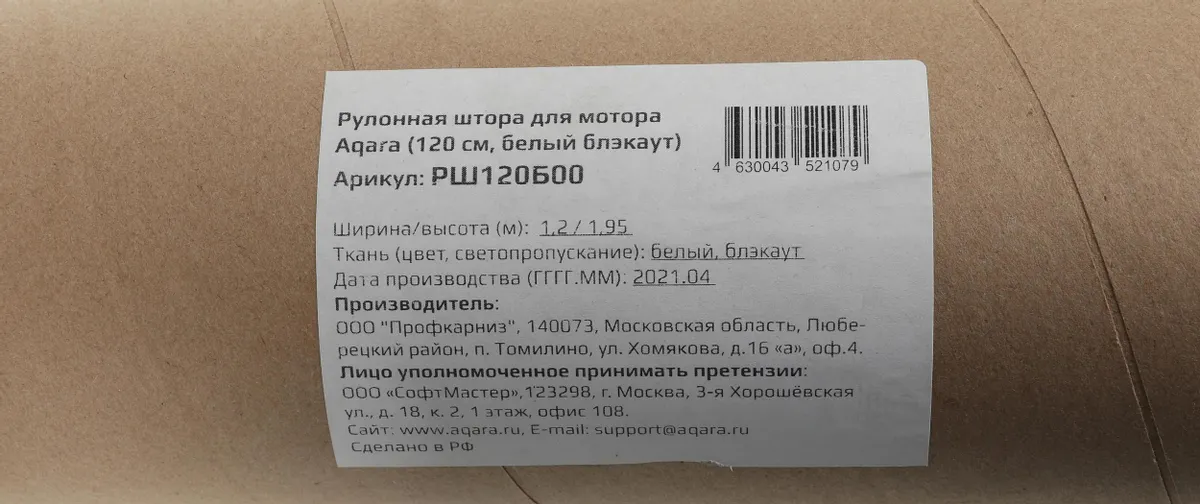 Рулонная штора для мотора
Aqara (120 см, белый блэкаут)
Арикул: РШ120Б00
4 630043 521079
Ширина/высота (м): 1,2 / 1,95
Ткань (цвет, светопропускание): белый, блэкаут
Дата производства (ГГГГ.ММ): 2021.04
Производитель:
ООО "Профкарниз", 140073, Московская область, Любе-
рецкий район, п. Томилино, ул. Хомякова, д.16 «а», оф.4.
Лицо уполномоченное принимать претензии:
ООО «СофтМастер»,123298, г. Москва, 3-я Хорошёвская
ул., д. 18, к. 2, 1 этаж, офис 108.
Сайт: www.aqara.ru, E-mail: support@aqara.ru
Сделано в РФ